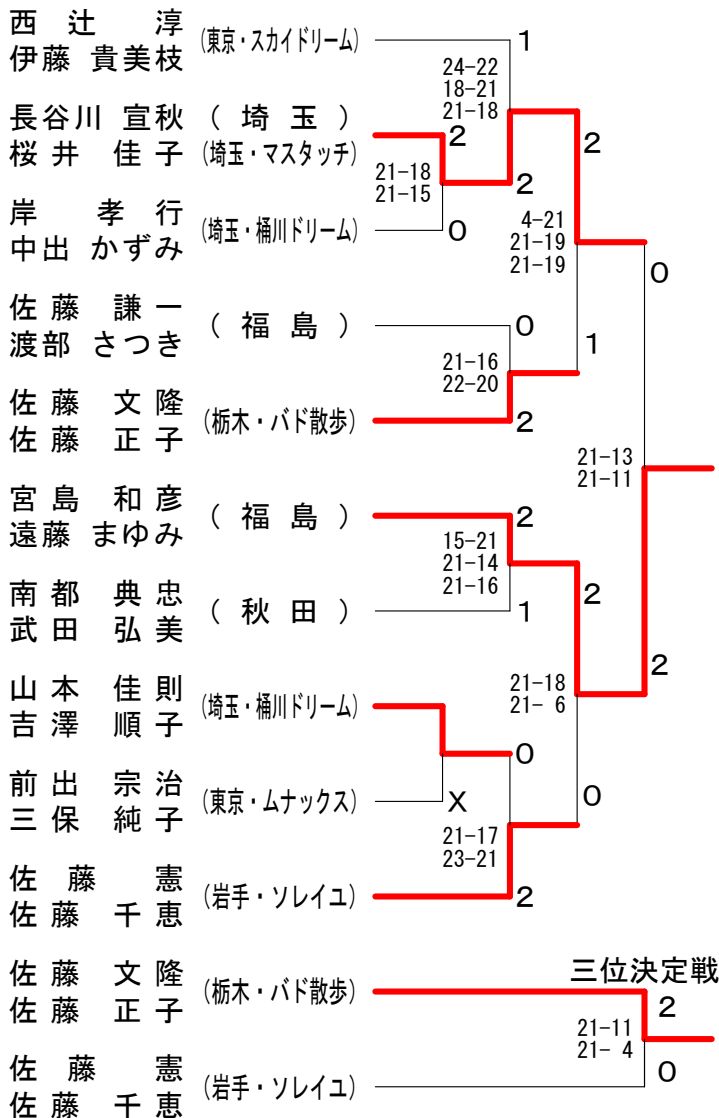 西辻 淳 (東京・スカイドリーム) 1
伊藤 貴美枝
24-22
18-21
21-18
長谷川 宣秋 (埼玉) 2 2
桜井 佳子 (埼玉・マスタッチ)
21-18
21-15
2
岸 孝行 (埼玉・桶川ドリーム) 0
中出 かずみ
4-21
21-19
21-19
0
佐藤 謙一 (福島) 0
渡部 さつき
1
21-16
22-20
佐藤 文隆 (栃木・バド散歩) 2
佐藤 正子
21-13
21-11
宮島 和彦 (福島) 2
遠藤 まゆみ
15-21
21-14
21-16
2
南都 典忠 (秋田) 1
武田 弘美
2
山本 佳則 (埼玉・桶川ドリーム)
吉澤 順子
21-18
21- 6
0
前出 宗治 (東京・ムナックス) X 0
三保 純子
21-17
23-21
佐藤 憲 (岩手・ソレイユ) 2
佐藤 千恵
三位決定戦
佐藤 文隆 (栃木・バド散歩) 2
佐藤 正子
21-11
21- 4
佐藤 憲 (岩手・ソレイユ) 0
佐藤 千恵